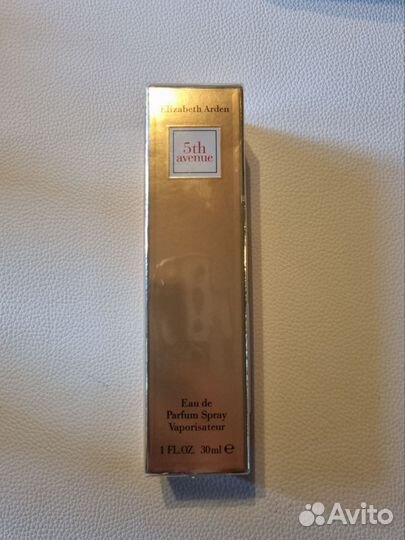 Elizabeth Arden
5th
avenue
Eau de
Parfum Spray
Vaporisateur
1 FL.OZ. 30ml ℮
Avito